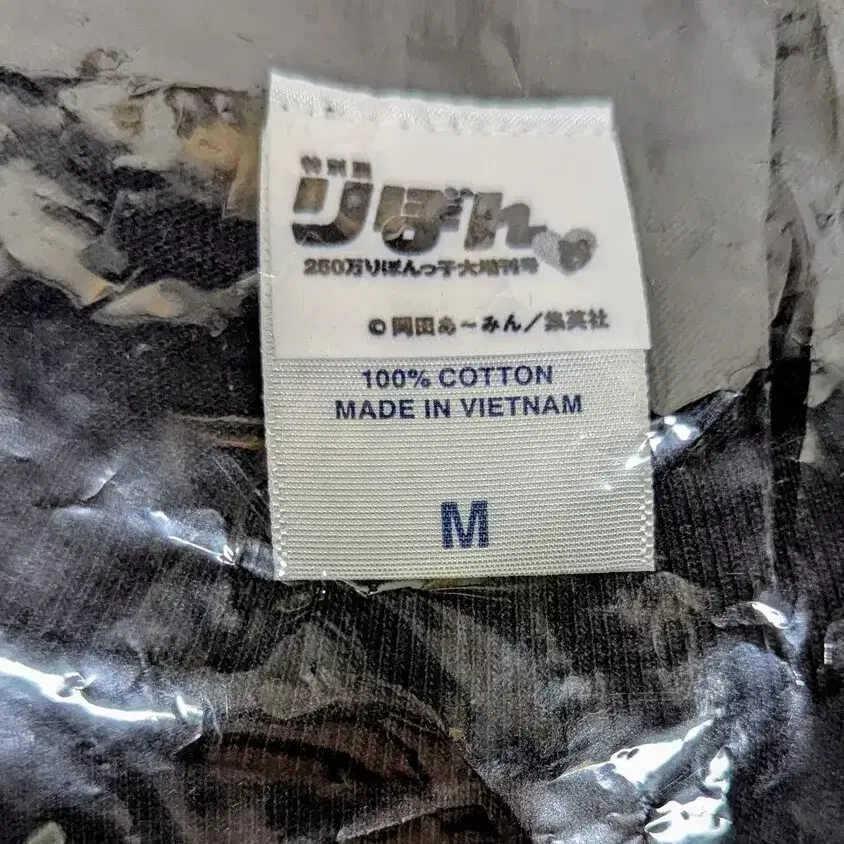 特別展
りぼん
250万りぼんっ子大増刊号
©岡田あ～みん/集英社
100% COTTON
MADE IN VIETNAM
M